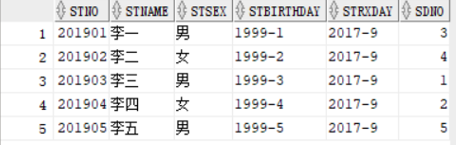 STNO STNAME STSEX STBIRTHDAY STRXDAY SDNO
1 201901 李一 男 1999-1 2017-9 3
2 201902 李二 女 1999-2 2017-9 4
3 201903 李三 男 1999-3 2017-9 1
4 201904 李四 女 1999-4 2017-9 2
5 201905 李五 男 1999-5 2017-9 5